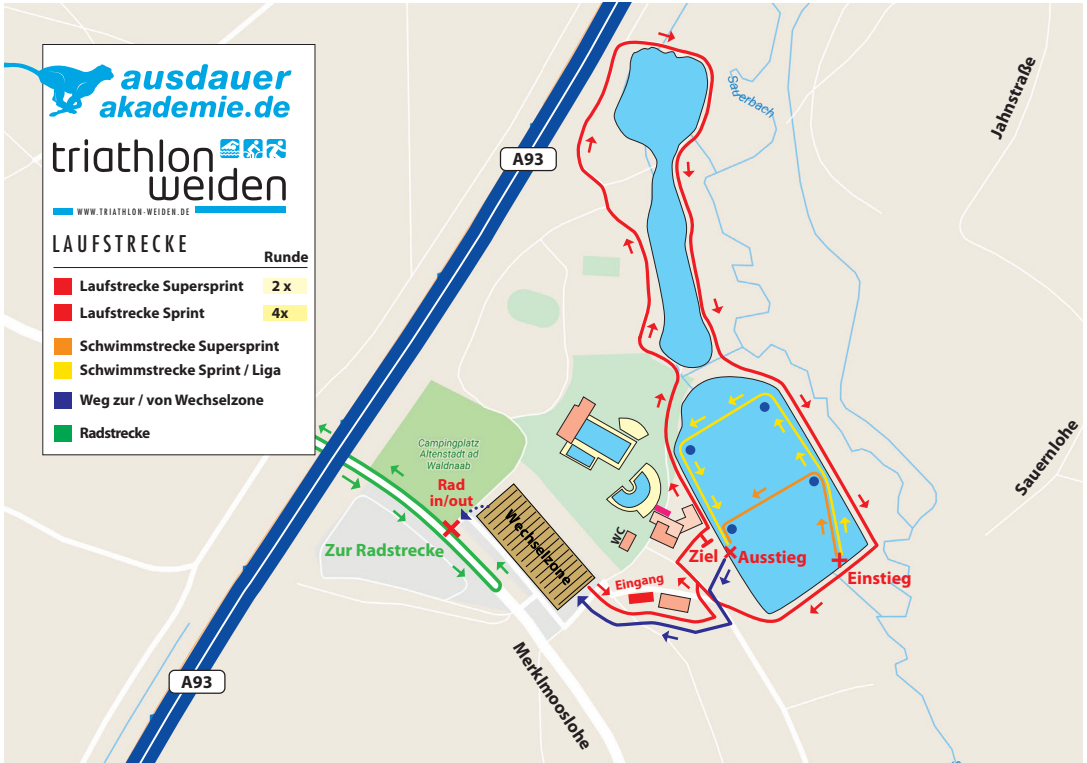 ausdauer
akademie.de
triathlon
weiden
WWW.TRIATHLON-WEIDEN.DE
LAUFSTRECKE
Runde
Laufstrecke Supersprint 2 x
Laufstrecke Sprint 4x
Schwimmstrecke Supersprint
Schwimmstrecke Sprint / Liga
Weg zur / von Wechselzone
Radstrecke
A93
Sauerbach
Jahnstraße
Sauernlohe
Campingplatz
Altenstadt ad
Waldnaab
Rad
in/out
Zur Radstrecke
Wechselzone
WC
Ziel
Ausstieg
Einstieg
Eingang
Merklmooslohe
A93